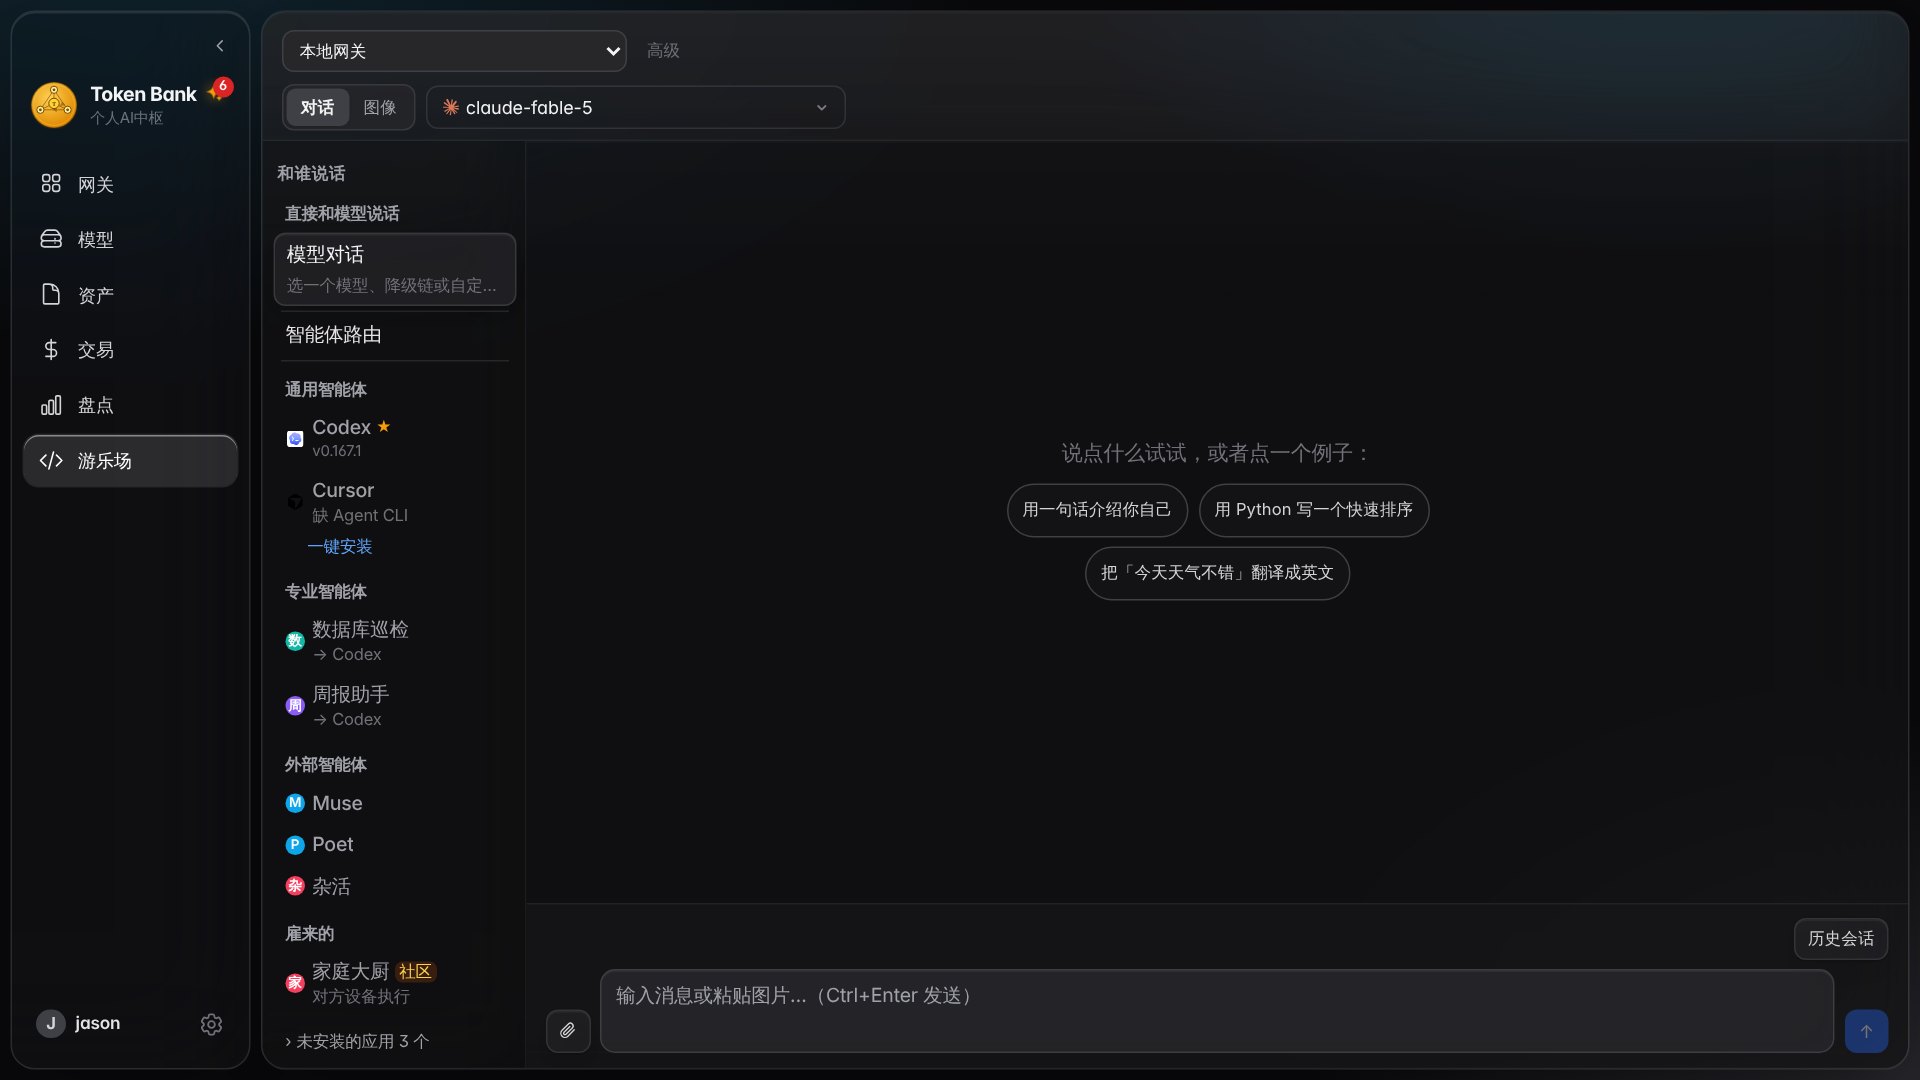 Token Bank
6
个人AI中枢
网关
模型
资产
交易
盘点
游乐场
J jason
本地网关
高级
对话 图像
claude-fable-5
和谁说话
直接和模型说话
模型对话
选一个模型、降级链或自定...
智能体路由
通用智能体
Codex ★
v0.167.1
Cursor
缺 Agent CLI
一键安装
专业智能体
数 数据库巡检
→ Codex
周 周报助手
→ Codex
外部智能体
M Muse
P Poet
杂 杂活
雇来的
家 家庭大厨 社区
对方设备执行
› 未安装的应用 3 个
说点什么试试，或者点一个例子：
用一句话介绍你自己
用 Python 写一个快速排序
把「今天天气不错」翻译成英文
历史会话
输入消息或粘贴图片...（Ctrl+Enter 发送）